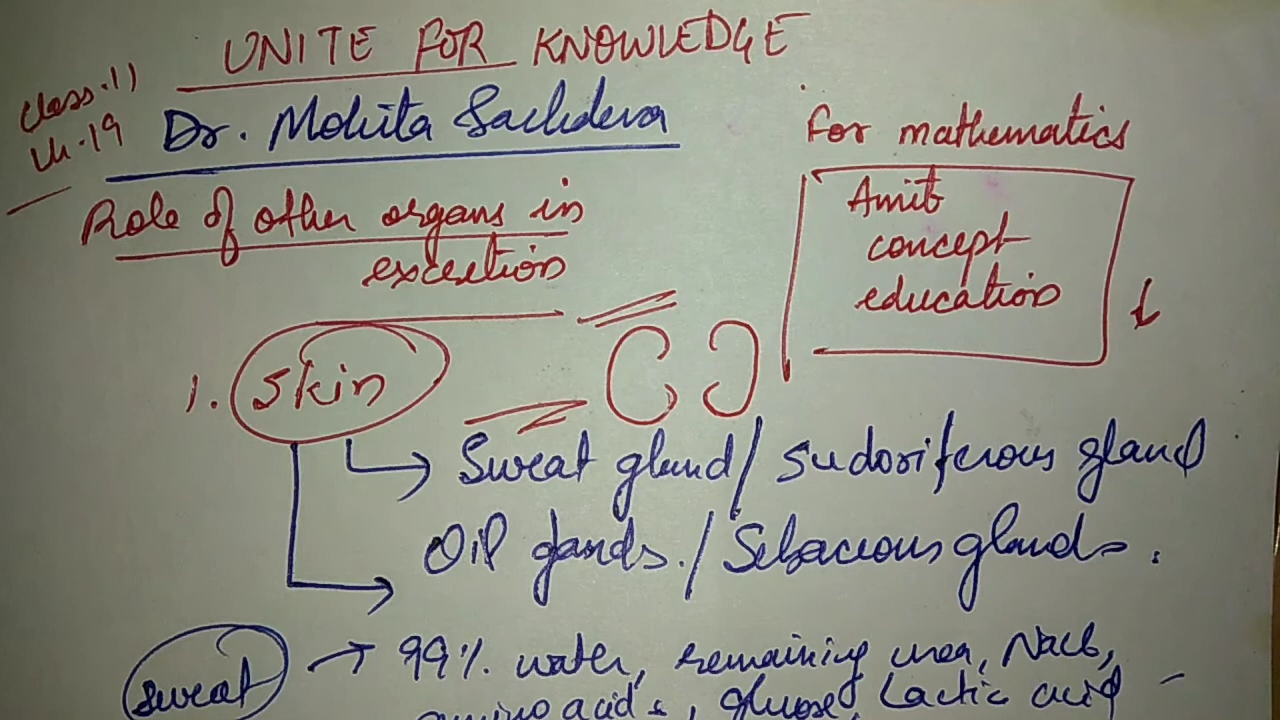 UNITE FOR KNOWLEDGE
Class.11
Ch.19
Dr. Mohita Sachdeva
For mathematics
Amit
concept
education
Role of other organs in
excretion
1. Skin
Sweat gland / sudoriferous gland
Oil glands. / Sebaceous glands.
Sweat → 99%. water, remaining urea, NaCl,
amino acids, glucose, Lactic acid